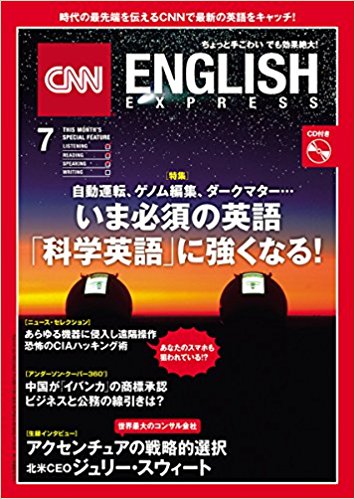 時代の最先端を伝えるCNNで最新の英語をキャッチ!
ちょっと手ごわい でも効果絶大!
CNN
ENGLISH
EXPRESS
7
THIS MONTH'S
SPECIAL FEATURE
LISTENING
READING
SPEAKING
WRITING
CD付き
[特集]
自動運転、ゲノム編集、ダークマター…
いま必須の英語
「科学英語」に強くなる!
[ニュース・セレクション]
あらゆる機器に侵入し遠隔操作
恐怖のCIAハッキング術
あなたのスマホも
狙われている!?
[アンダーソン・クーパー360°]
中国が「イバンカ」の商標承認
ビジネスと公務の線引きは?
[生録インタビュー]
世界最大のコンサル会社
アクセンチュアの戦略的選択
北米CEOジュリー・スウィート